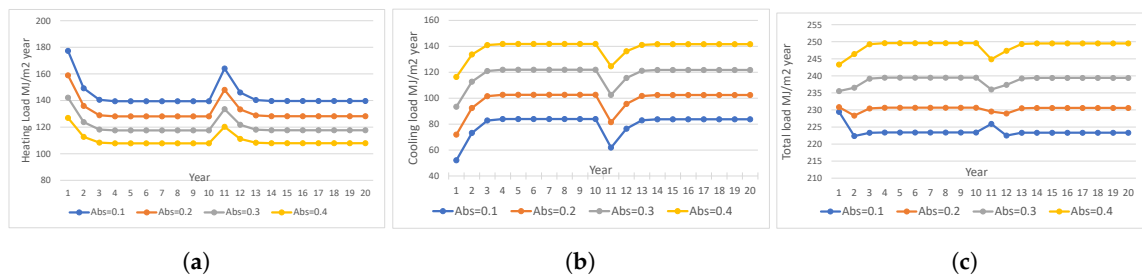 Heating Load MJ/m2 year
200
180
160
140
120
100
80
1 2 3 4 5 6 7 8 9 10 11 12 13 14 15 16 17 18 19 20
Year
Abs=0.1 Abs=0.2 Abs=0.3 Abs=0.4
(a)
Cooling load MJ/m2 year
160
140
120
100
80
60
40
1 2 3 4 5 6 7 8 9 10 11 12 13 14 15 16 17 18 19 20
Year
Abs=0.1 Abs=0.2 Abs=0.3 Abs=0.4
(b)
Total load MJ/m2 year
255
250
245
240
235
230
225
220
215
210
1 2 3 4 5 6 7 8 9 10 11 12 13 14 15 16 17 18 19 20
Year
Abs=0.1 Abs=0.2 Abs=0.3 Abs=0.4
(c)